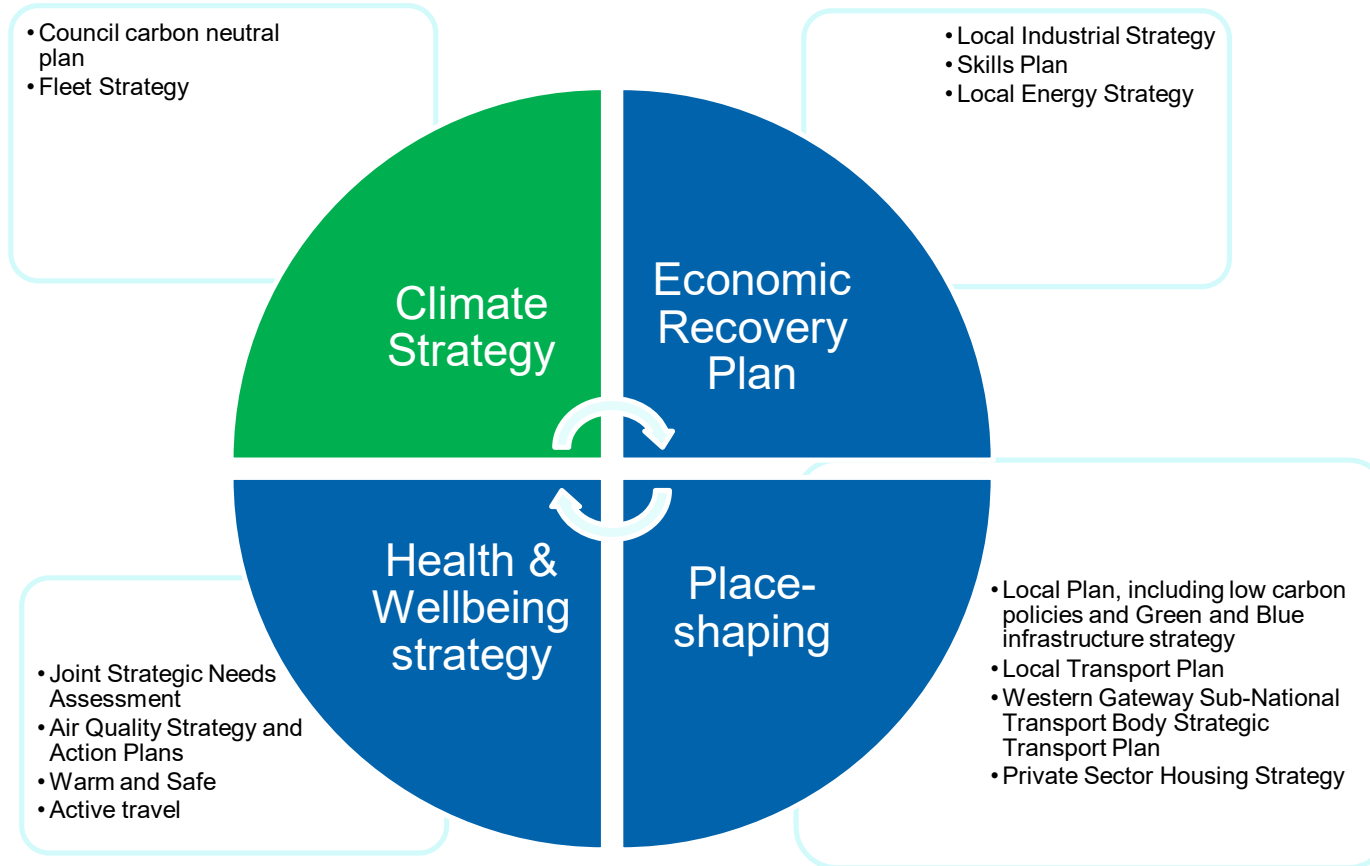 • Council carbon neutral
plan
• Fleet Strategy
• Local Industrial Strategy
• Skills Plan
• Local Energy Strategy
Climate
Strategy
Economic
Recovery
Plan
Health &
Wellbeing
strategy
Place-
shaping
• Joint Strategic Needs
Assessment
• Air Quality Strategy and
Action Plans
• Warm and Safe
• Active travel
• Local Plan, including low carbon
policies and Green and Blue
infrastructure strategy
• Local Transport Plan
• Western Gateway Sub-National
Transport Body Strategic
Transport Plan
• Private Sector Housing Strategy